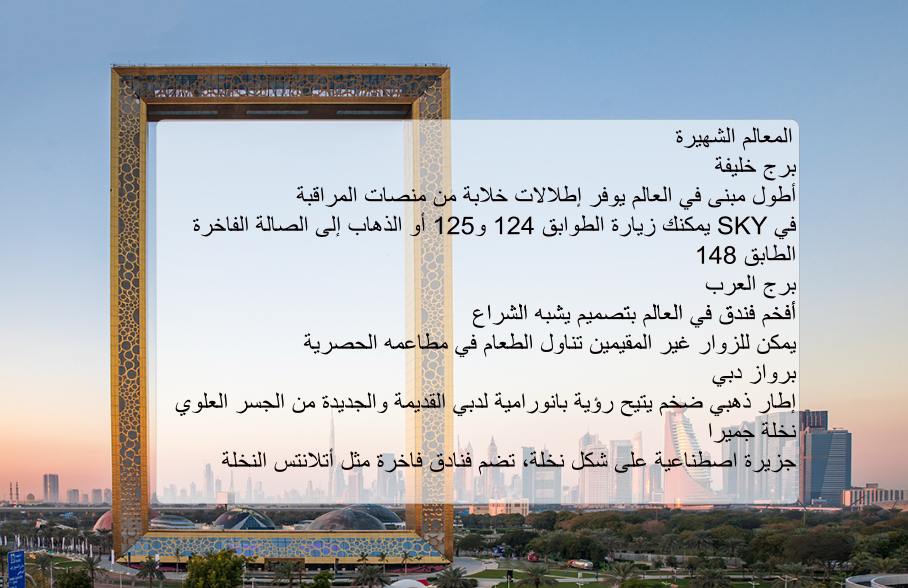 المعالم الشهيرة
برج خليفة
أطول مبنى في العالم يوفر إطلالات خلابة من منصات المراقبة
في SKY يمكنك زيارة الطوابق 124 و125 أو الذهاب إلى الصالة الفاخرة
الطابق 148
برج العرب
أفخم فندق في العالم بتصميم يشبه الشراع
يمكن للزوار غير المقيمين تناول الطعام في مطاعمه الحصرية
برواز دبي
إطار ذهبي ضخم يتيح رؤية بانورامية لدبي القديمة والجديدة من الجسر العلوي
نخلة جميرا
جزيرة اصطناعية على شكل نخلة، تضم فنادق فاخرة مثل أتلانتس النخلة